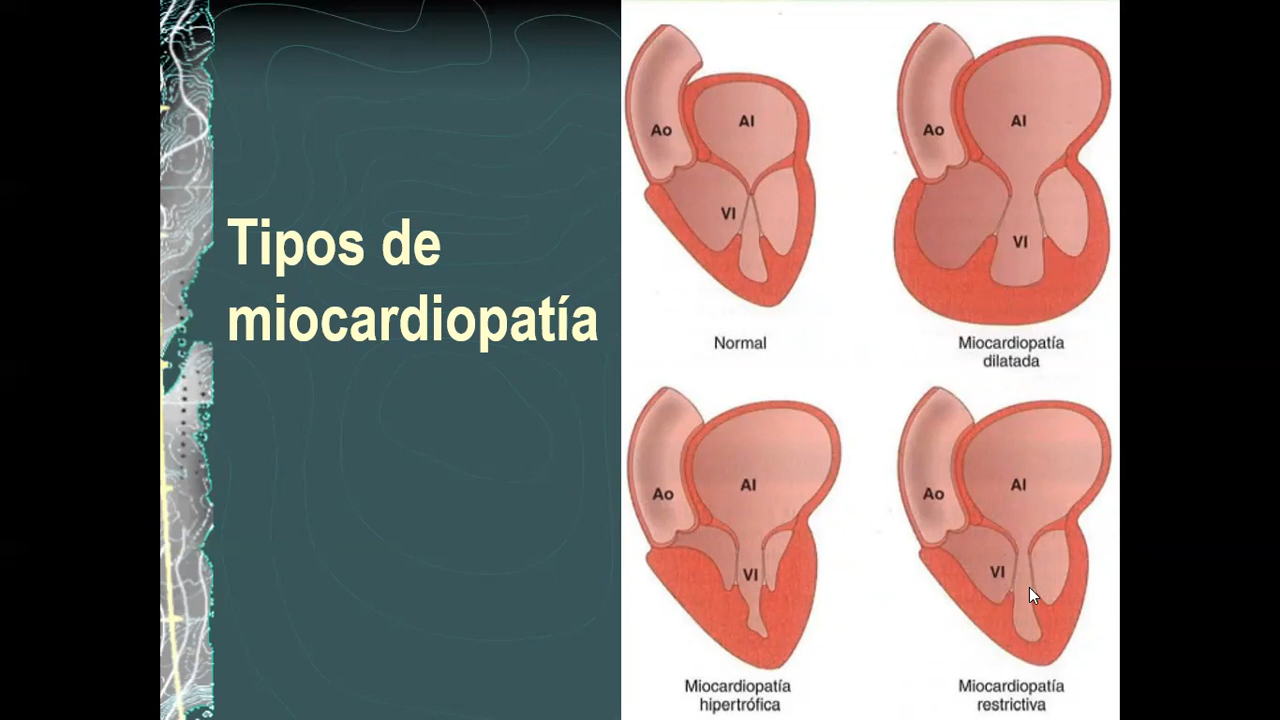 Tipos de
miocardiopatía
Ao
AI
VI
Normal
Ao
AI
VI
Miocardiopatía
dilatada
Ao
AI
VI
Miocardiopatía
hipertrófica
Ao
AI
VI
Miocardiopatía
restrictiva